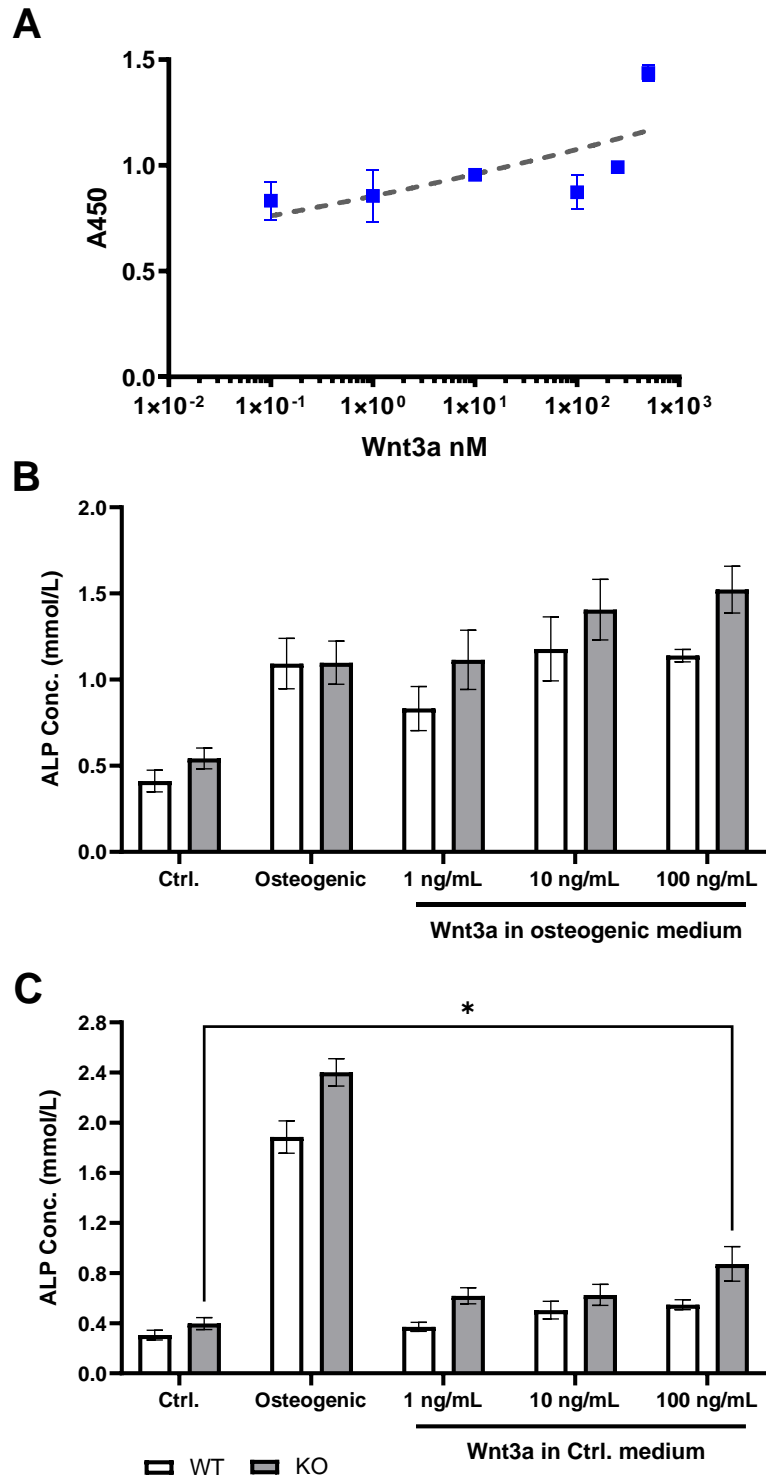 A
A450
1.5
1.0
0.5
0.0
1×10⁻² 1×10⁻¹ 1×10⁰ 1×10¹ 1×10² 1×10³
Wnt3a nM
B
ALP Conc. (mmol/L)
2.0
1.5
1.0
0.5
0.0
Ctrl. Osteogenic 1 ng/mL 10 ng/mL 100 ng/mL
Wnt3a in osteogenic medium
C
*
ALP Conc. (mmol/L)
2.8
2.4
2.0
1.6
1.2
0.8
0.4
0.0
Ctrl. Osteogenic 1 ng/mL 10 ng/mL 100 ng/mL
Wnt3a in Ctrl. medium
WT KO